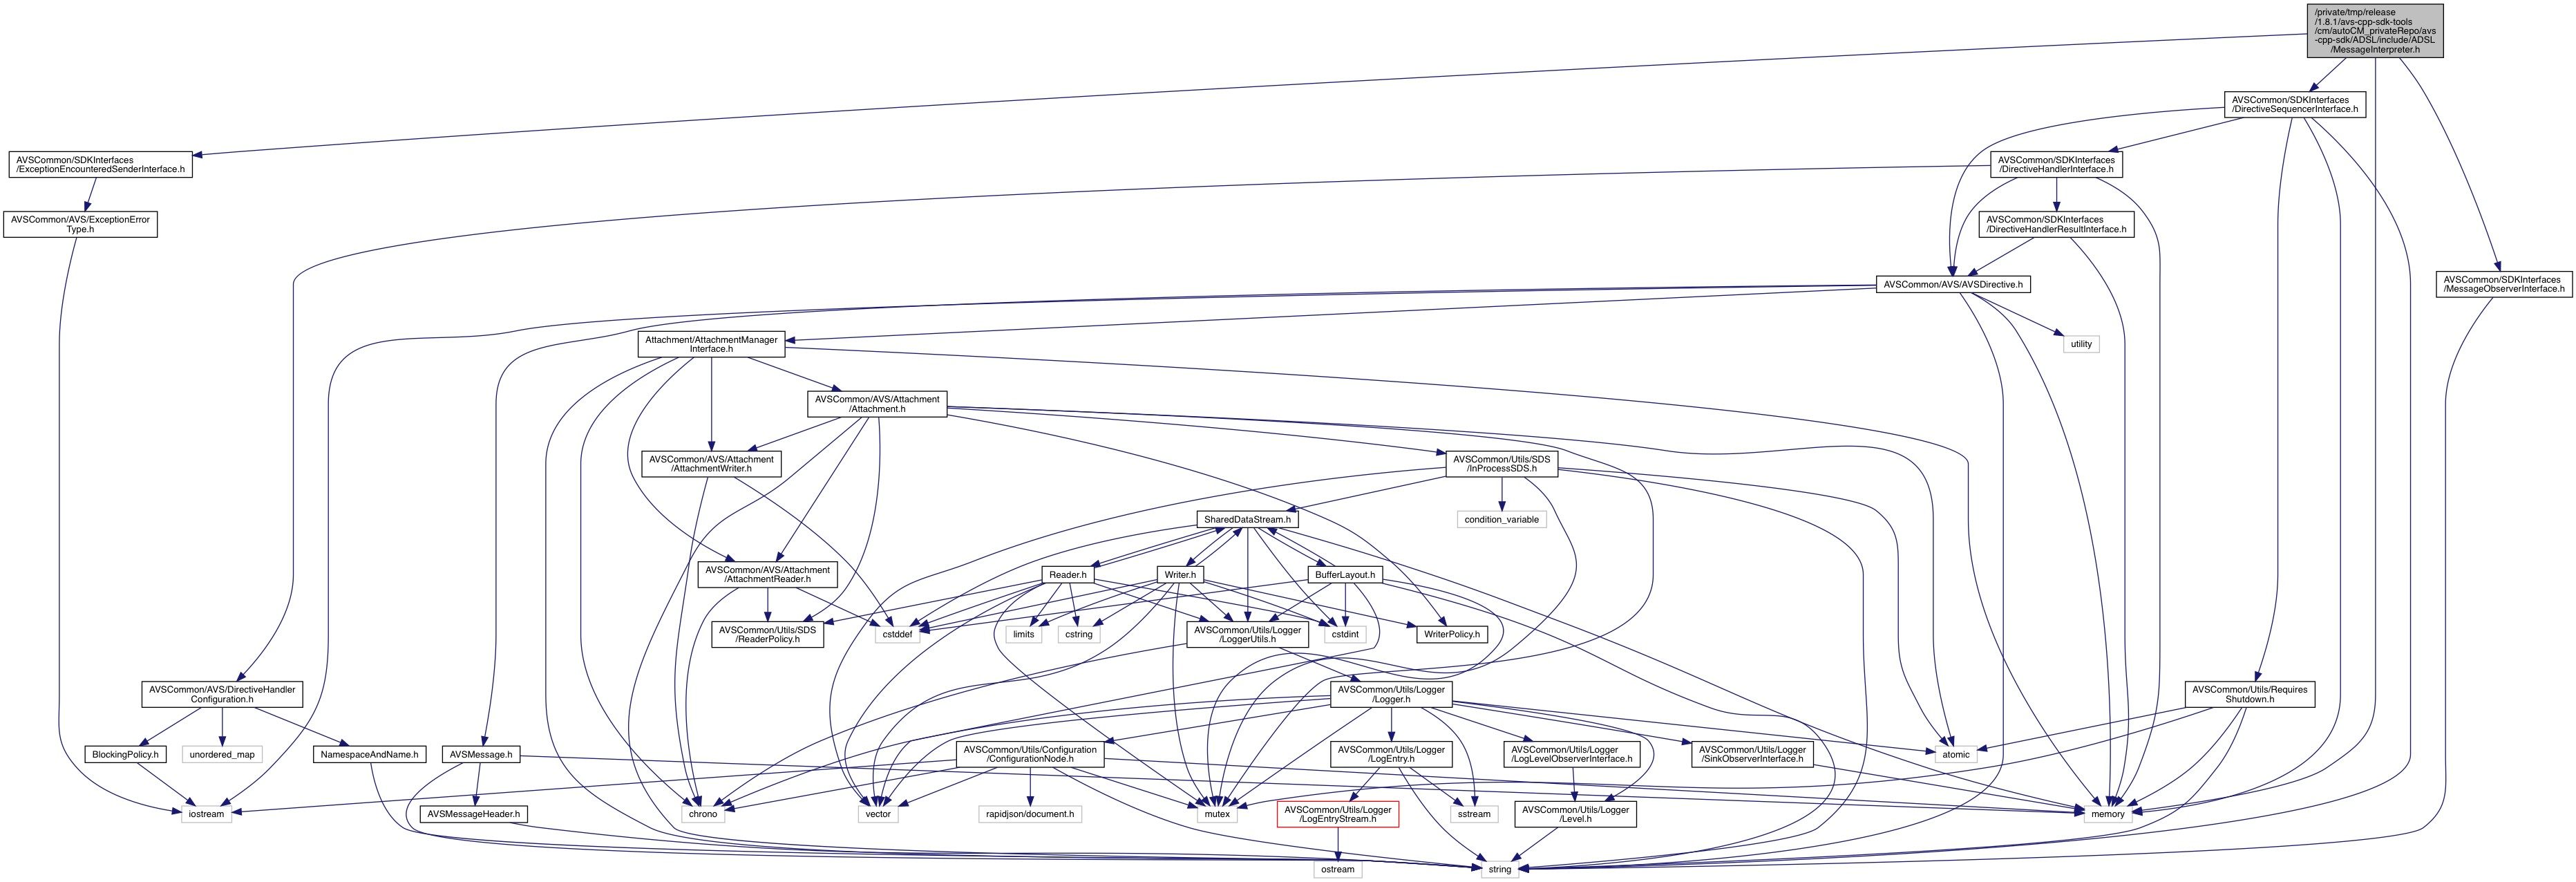 /private/tmp/release
/1.8.1/avs-cpp-sdk-tools
/cm/autoCM_privateRepo/avs
-cpp-sdk/ADSL/include/ADSL
/MessageInterpreter.h
AVSCommon/SDKInterfaces
/DirectiveSequencerInterface.h
AVSCommon/SDKInterfaces
/ExceptionEncounteredSenderInterface.h
AVSCommon/SDKInterfaces
/DirectiveHandlerInterface.h
AVSCommon/AVS/ExceptionError
Type.h
AVSCommon/SDKInterfaces
/DirectiveHandlerResultInterface.h
AVSCommon/AVS/AVSDirective.h
AVSCommon/SDKInterfaces
/MessageObserverInterface.h
Attachment/AttachmentManager
Interface.h
utility
AVSCommon/AVS/Attachment
/Attachment.h
AVSCommon/AVS/Attachment
/AttachmentWriter.h
AVSCommon/Utils/SDS
/InProcessSDS.h
SharedDataStream.h
condition_variable
AVSCommon/AVS/Attachment
/AttachmentReader.h
Reader.h
Writer.h
BufferLayout.h
AVSCommon/Utils/SDS
/ReaderPolicy.h
cstddef
limits
cstring
AVSCommon/Utils/Logger
/LoggerUtils.h
cstdint
WriterPolicy.h
AVSCommon/AVS/DirectiveHandler
Configuration.h
AVSCommon/Utils/Logger
/Logger.h
AVSCommon/Utils/Requires
Shutdown.h
BlockingPolicy.h
unordered_map
NamespaceAndName.h
AVSMessage.h
AVSCommon/Utils/Configuration
/ConfigurationNode.h
AVSCommon/Utils/Logger
/LogEntry.h
AVSCommon/Utils/Logger
/LogLevelObserverInterface.h
AVSCommon/Utils/Logger
/SinkObserverInterface.h
atomic
iostream
AVSMessageHeader.h
chrono
vector
rapidjson/document.h
mutex
AVSCommon/Utils/Logger
/LogEntryStream.h
sstream
AVSCommon/Utils/Logger
/Level.h
memory
ostream
string